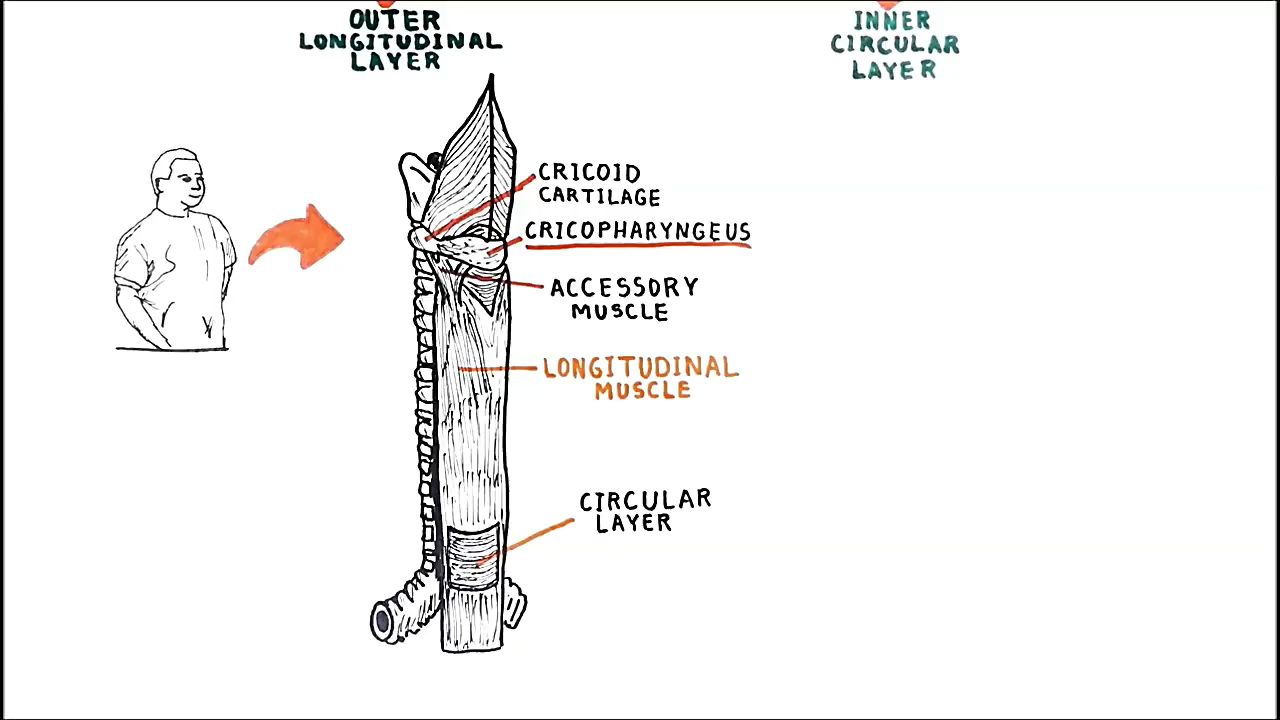 OUTER
LONGITUDINAL
LAYER
INNER
CIRCULAR
LAYER
CRICOID
CARTILAGE
CRICOPHARYNGEUS
ACCESSORY
MUSCLE
LONGITUDINAL
MUSCLE
CIRCULAR
LAYER